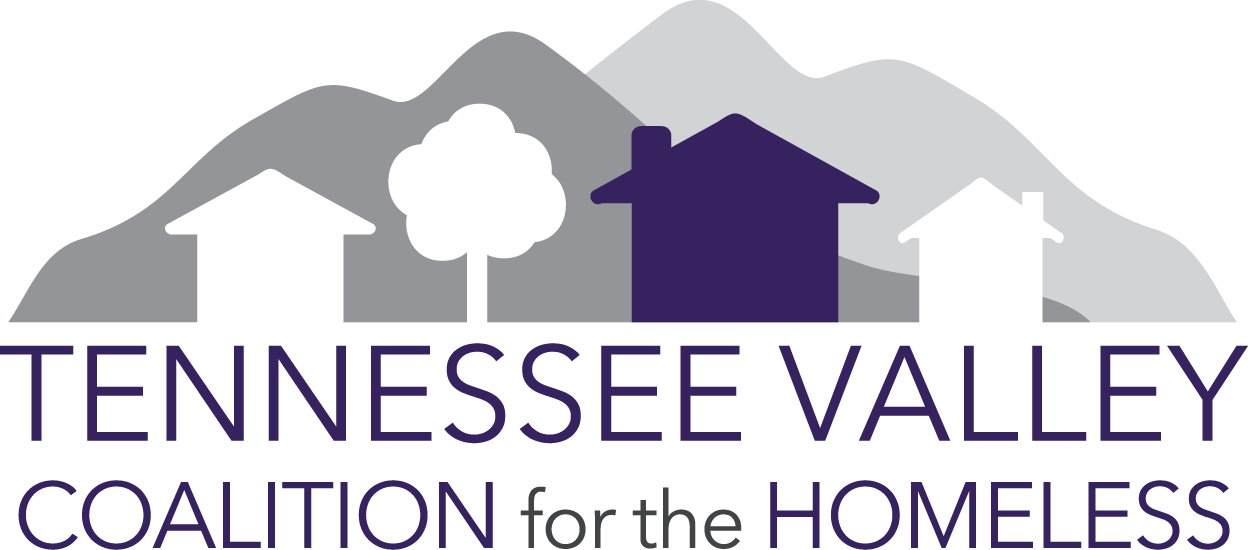 TENNESSEE VALLEY
COALITION for the HOMELESS